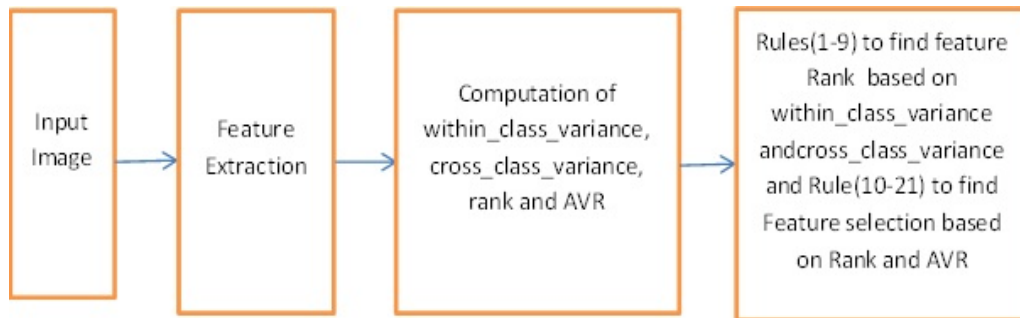 Input
Image
Feature
Extraction
Computation of
within_class_variance,
cross_class_variance,
rank and AVR
Rules(1-9) to find feature
Rank based on
within_class_variance
andcross_class_variance
and Rule(10-21) to find
Feature selection based
on Rank and AVR